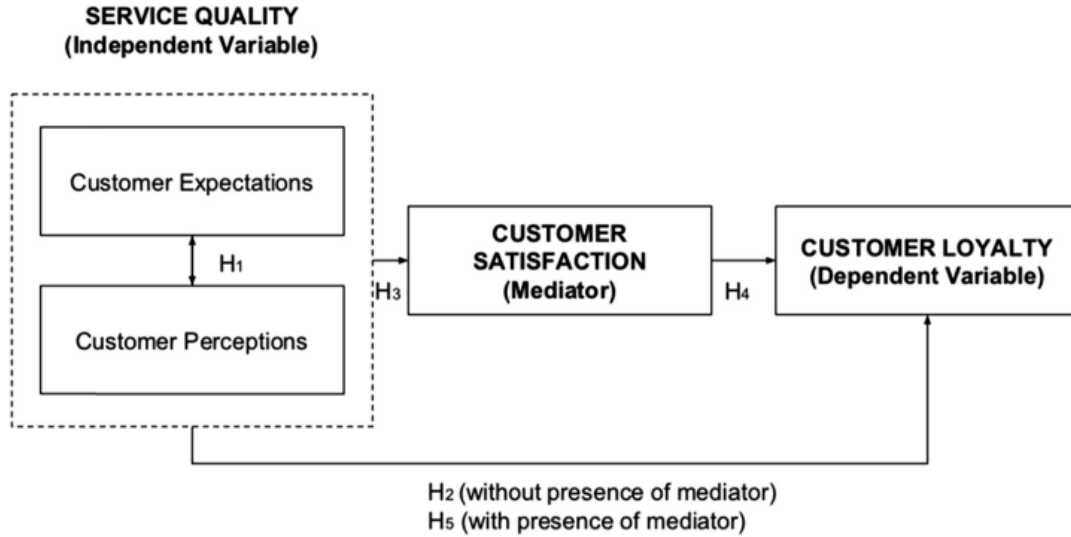 SERVICE QUALITY
(Independent Variable)
Customer Expectations
H₁
Customer Perceptions
H₃
CUSTOMER
SATISFACTION
(Mediator)
H₄
CUSTOMER LOYALTY
(Dependent Variable)
H₂ (without presence of mediator)
H₅ (with presence of mediator)